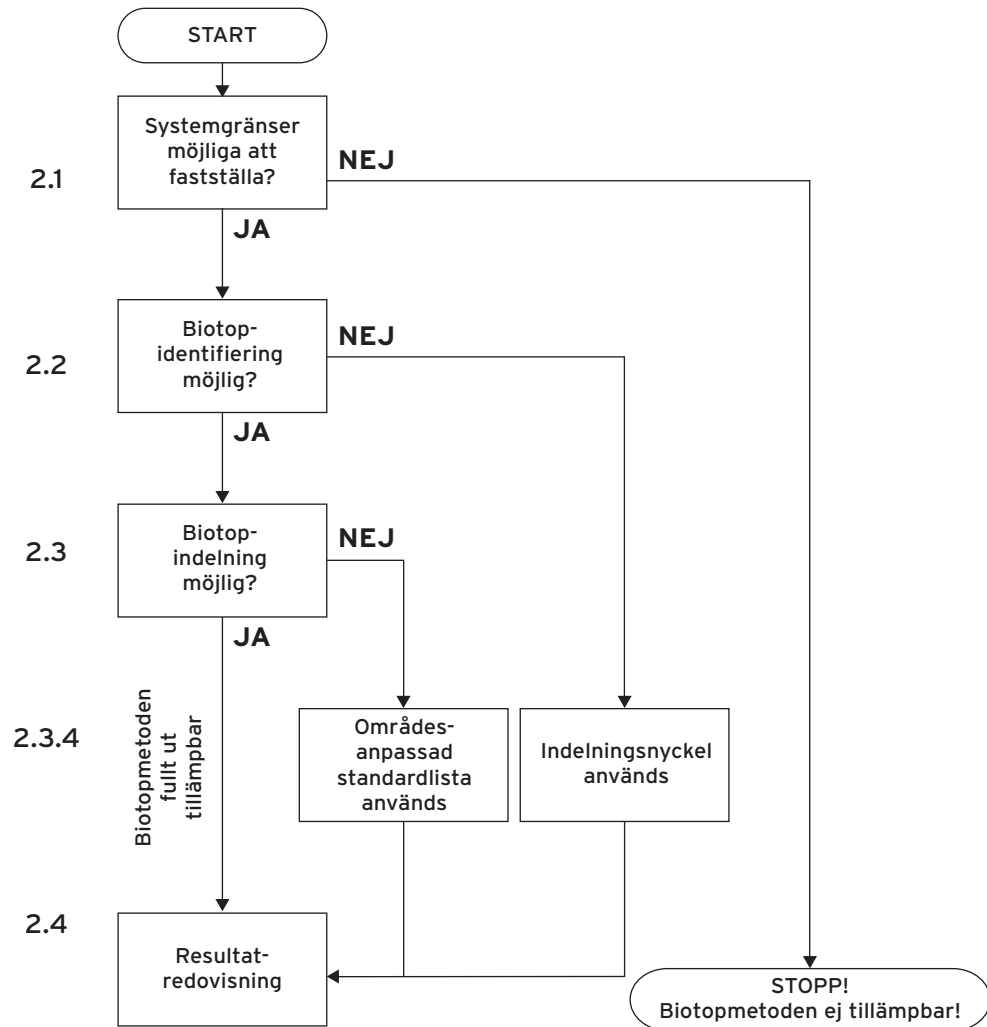 START
2.1
Systemgränser
möjliga att
fastställa?
NEJ
JA
2.2
Biotop-
identifiering
möjlig?
NEJ
JA
2.3
Biotop-
indelning
möjlig?
NEJ
JA
2.3.4
Biotopmetoden
fullt ut
tillämpbar
Områdes-
anpassad
standardlista
används
Indelningsnyckel
används
2.4
Resultat-
redovisning
STOPP!
Biotopmetoden ej tillämpbar!